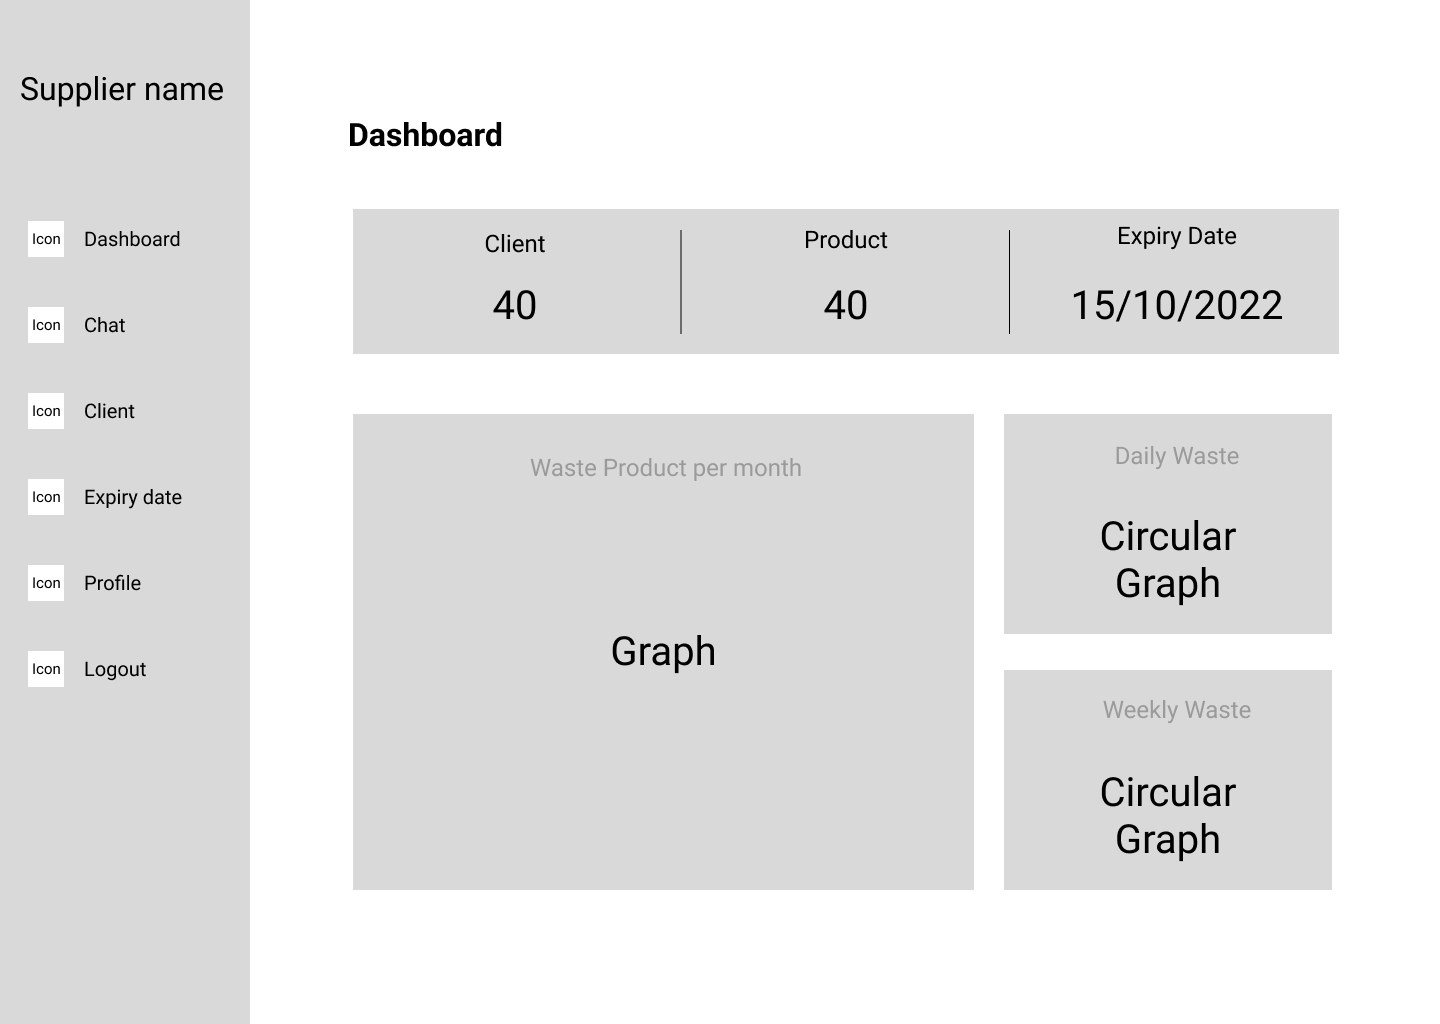 Supplier name
Icon Dashboard
Icon Chat
Icon Client
Icon Expiry date
Icon Profile
Icon Logout
Dashboard
Client
40
Product
40
Expiry Date
15/10/2022
Waste Product per month
Graph
Daily Waste
Circular
Graph
Weekly Waste
Circular
Graph